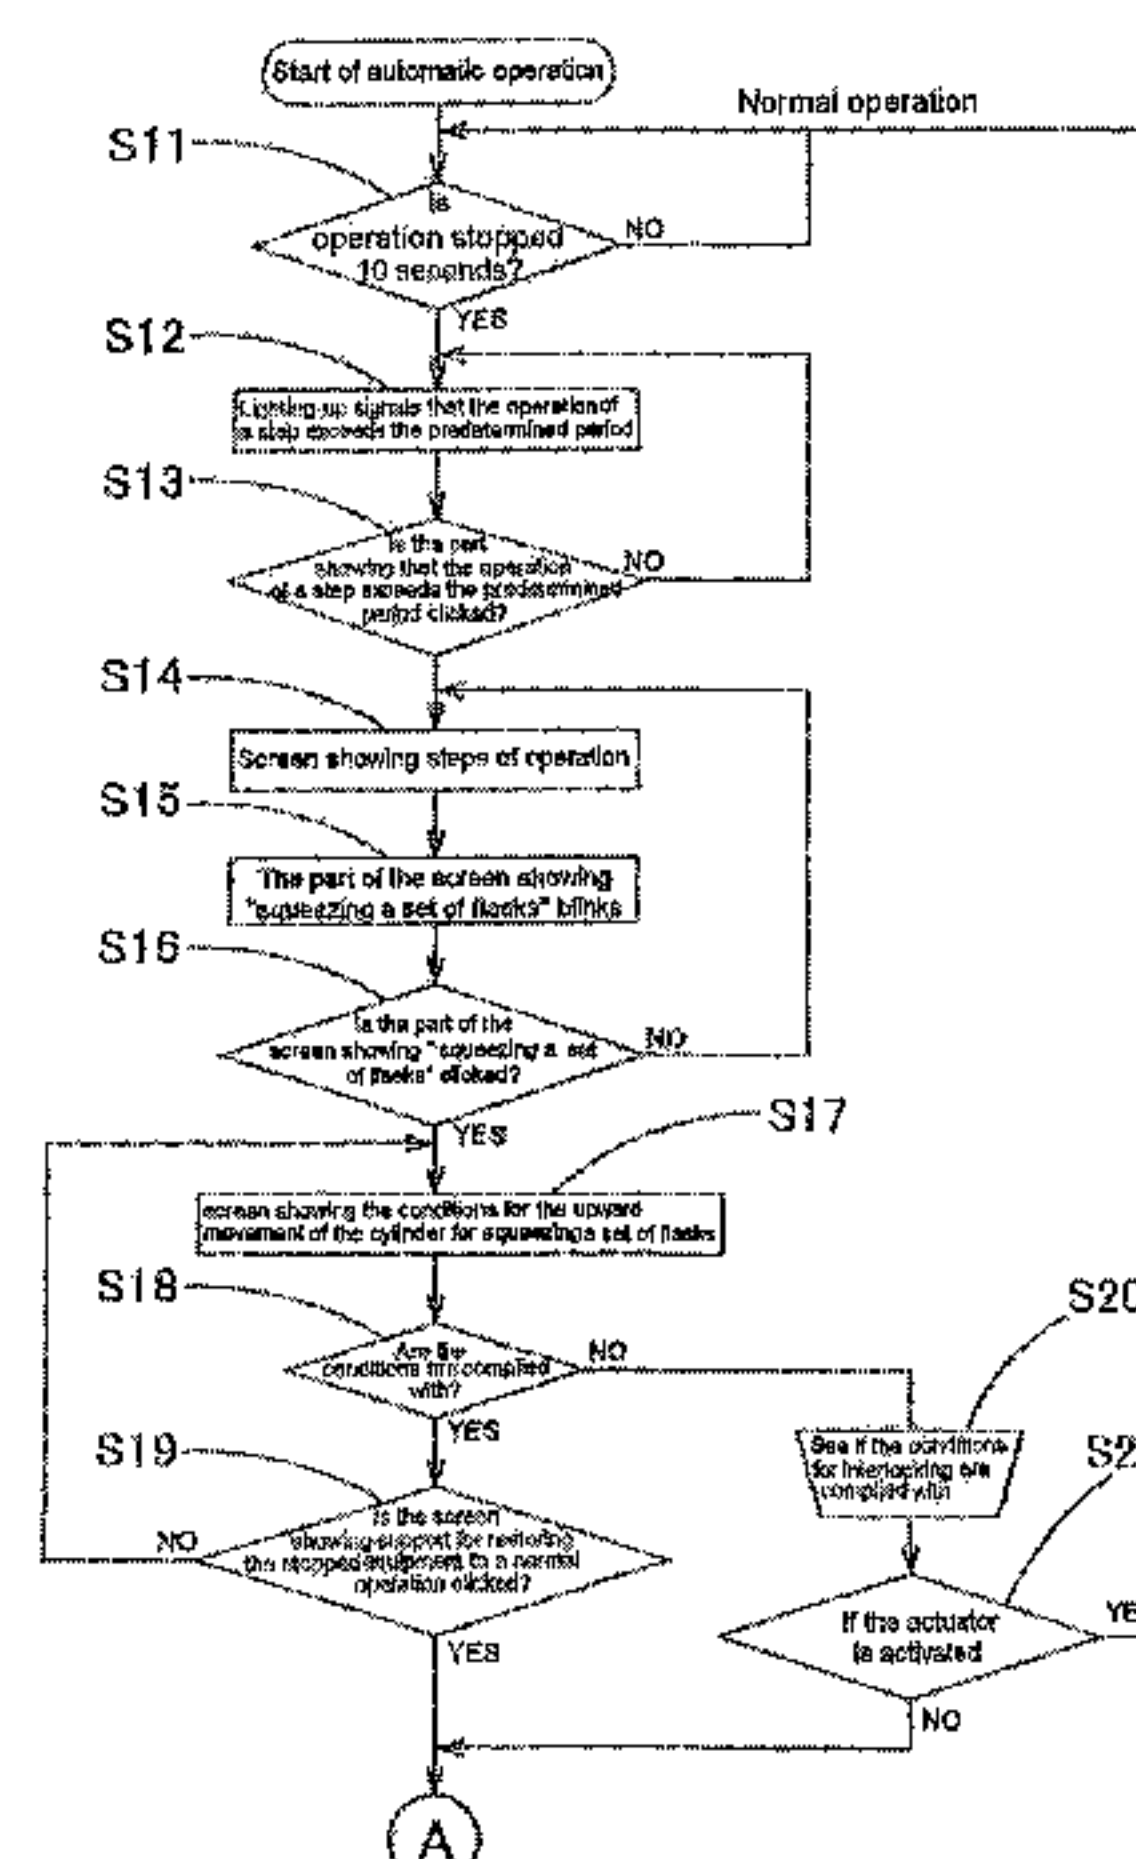 Start of automatic operation
Normal operation
S11
Is
operation stopped
10 seconds?
NO
YES
S12
Lighting-up signals that the operation of
a step exceeds the predetermined period
S13
Is the part
showing that the operation
of a step exceeds the predetermined
period clicked?
NO
S14
Screen showing steps of operation
S15
The part of the screen showing
"squeezing a set of flasks" blinks
S16
Is the part of the
screen showing "squeezing a set
of flasks" clicked?
NO
YES
S17
screen showing the conditions for the upward
movement of the cylinder for squeezing a set of flasks
S18
Are the
conditions complied
with?
NO
YES
S20
See if the conditions
for interlocking are
complied with
S19
S2
Is the screen
showing support for restoring
the stopped equipment to a normal
operation clicked?
NO
YES
If the actuator
is activated
YE
NO
A